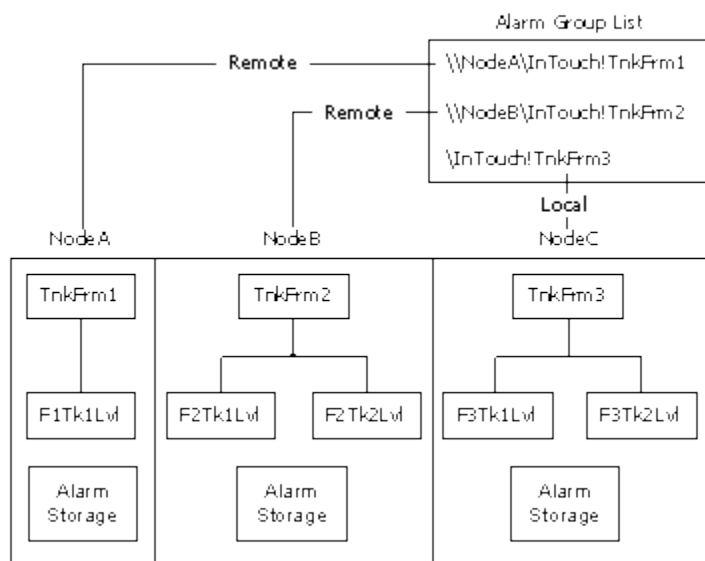 Alarm Group List
Remote
\\NodeA\InTouch!TnkFrm1
Remote
\\NodeB\InTouch!TnkFrm2
\InTouch!TnkFrm3
Local
NodeA
NodeB
NodeC
TnkFrm1
TnkFrm2
TnkFrm3
F1Tk1Lvl
F2Tk1Lvl
F2Tk2Lvl
F3Tk1Lvl
F3Tk2Lvl
Alarm
Storage
Alarm
Storage
Alarm
Storage